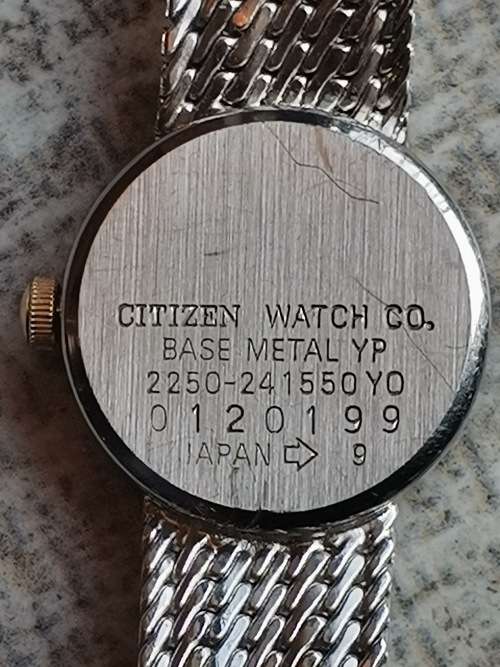 CITIZEN WATCH CO.
BASE METAL YP
2250-241550 YO
0120199
JAPAN ⇨ 9